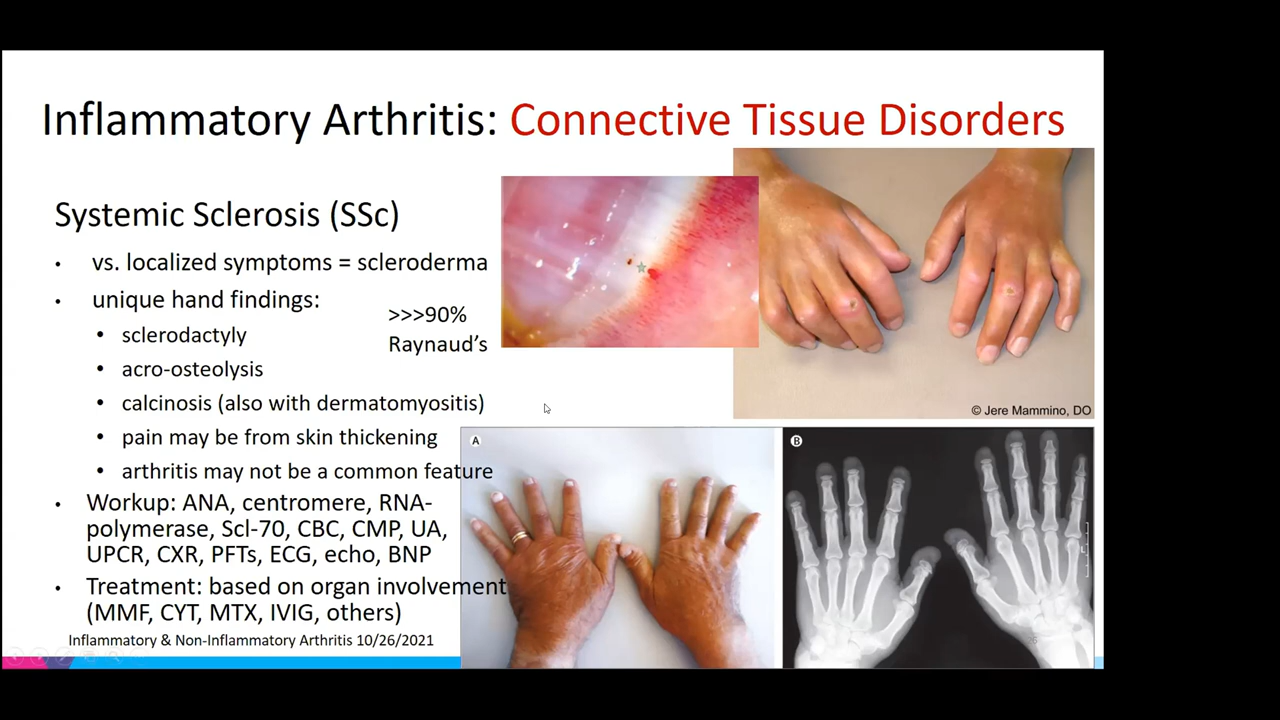 Inflammatory Arthritis: Connective Tissue Disorders
Systemic Sclerosis (SSc)
• vs. localized symptoms = scleroderma
• unique hand findings:
>>>90%
Raynaud’s
• sclerodactyly
• acro-osteolysis
• calcinosis (also with dermatomyositis)
• pain may be from skin thickening
• arthritis may not be a common feature
• Workup: ANA, centromere, RNA-
polymerase, Scl-70, CBC, CMP, UA,
UPCR, CXR, PFTs, ECG, echo, BNP
• Treatment: based on organ involvement
(MMF, CYT, MTX, IVIG, others)
Inflammatory & Non-Inflammatory Arthritis 10/26/2021
© Jere Mammino, DO
A
B